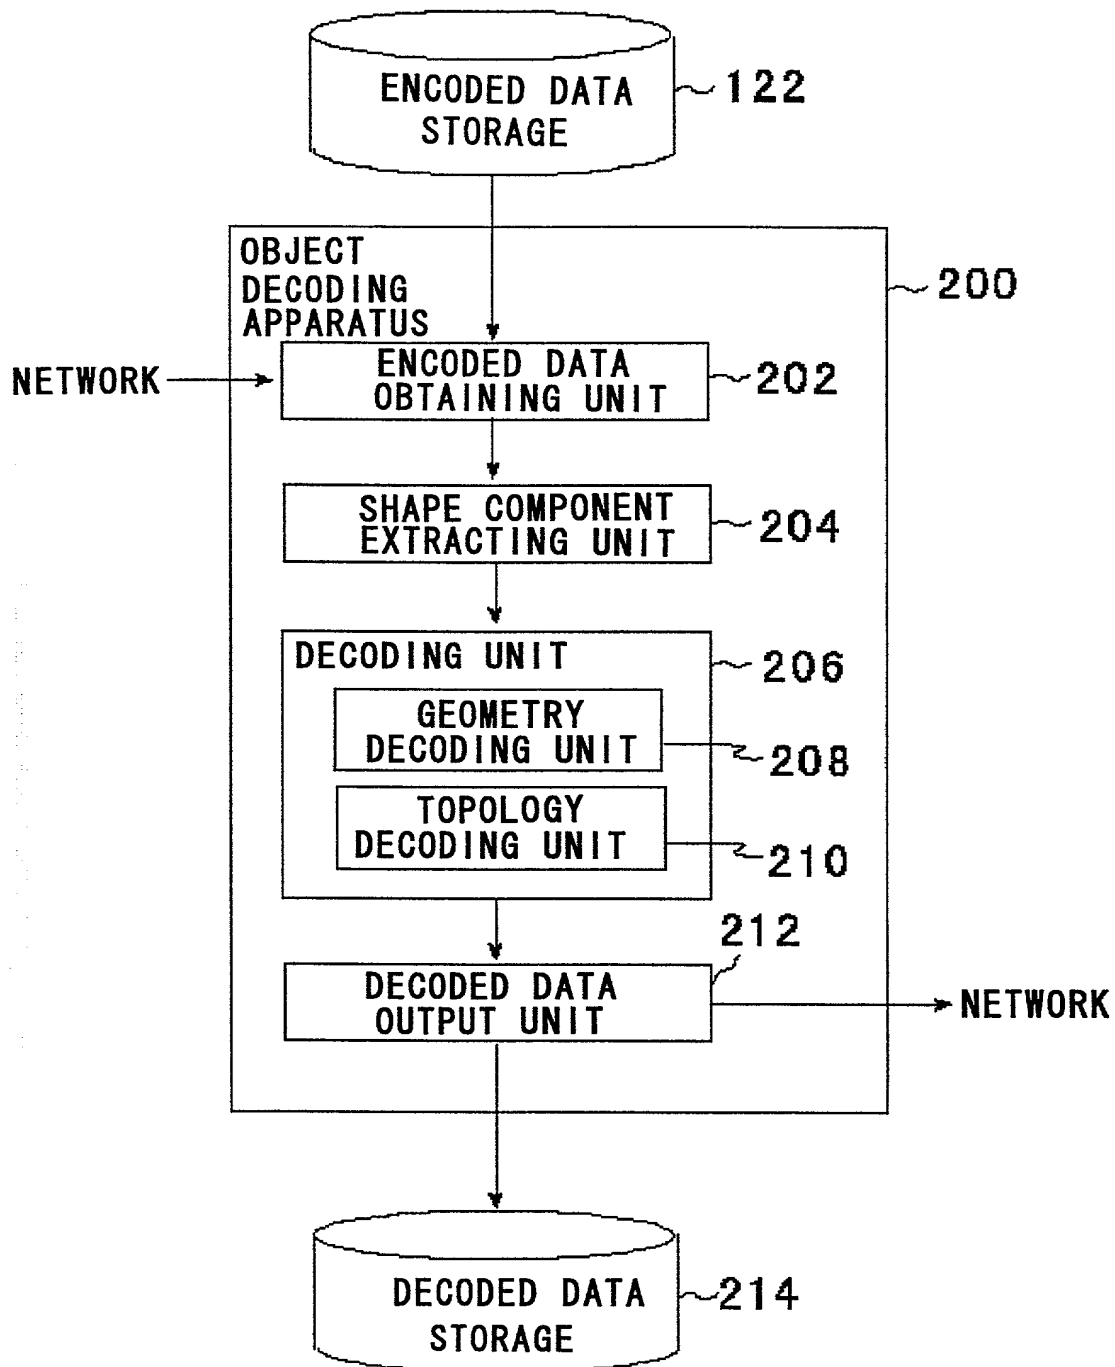 ENCODED DATA
STORAGE
122
OBJECT
DECODING
APPARATUS
200
NETWORK
ENCODED DATA
OBTAINING UNIT
202
SHAPE COMPONENT
EXTRACTING UNIT
204
DECODING UNIT
206
GEOMETRY
DECODING UNIT
208
TOPOLOGY
DECODING UNIT
210
212
DECODED DATA
OUTPUT UNIT
NETWORK
DECODED DATA
STORAGE
214